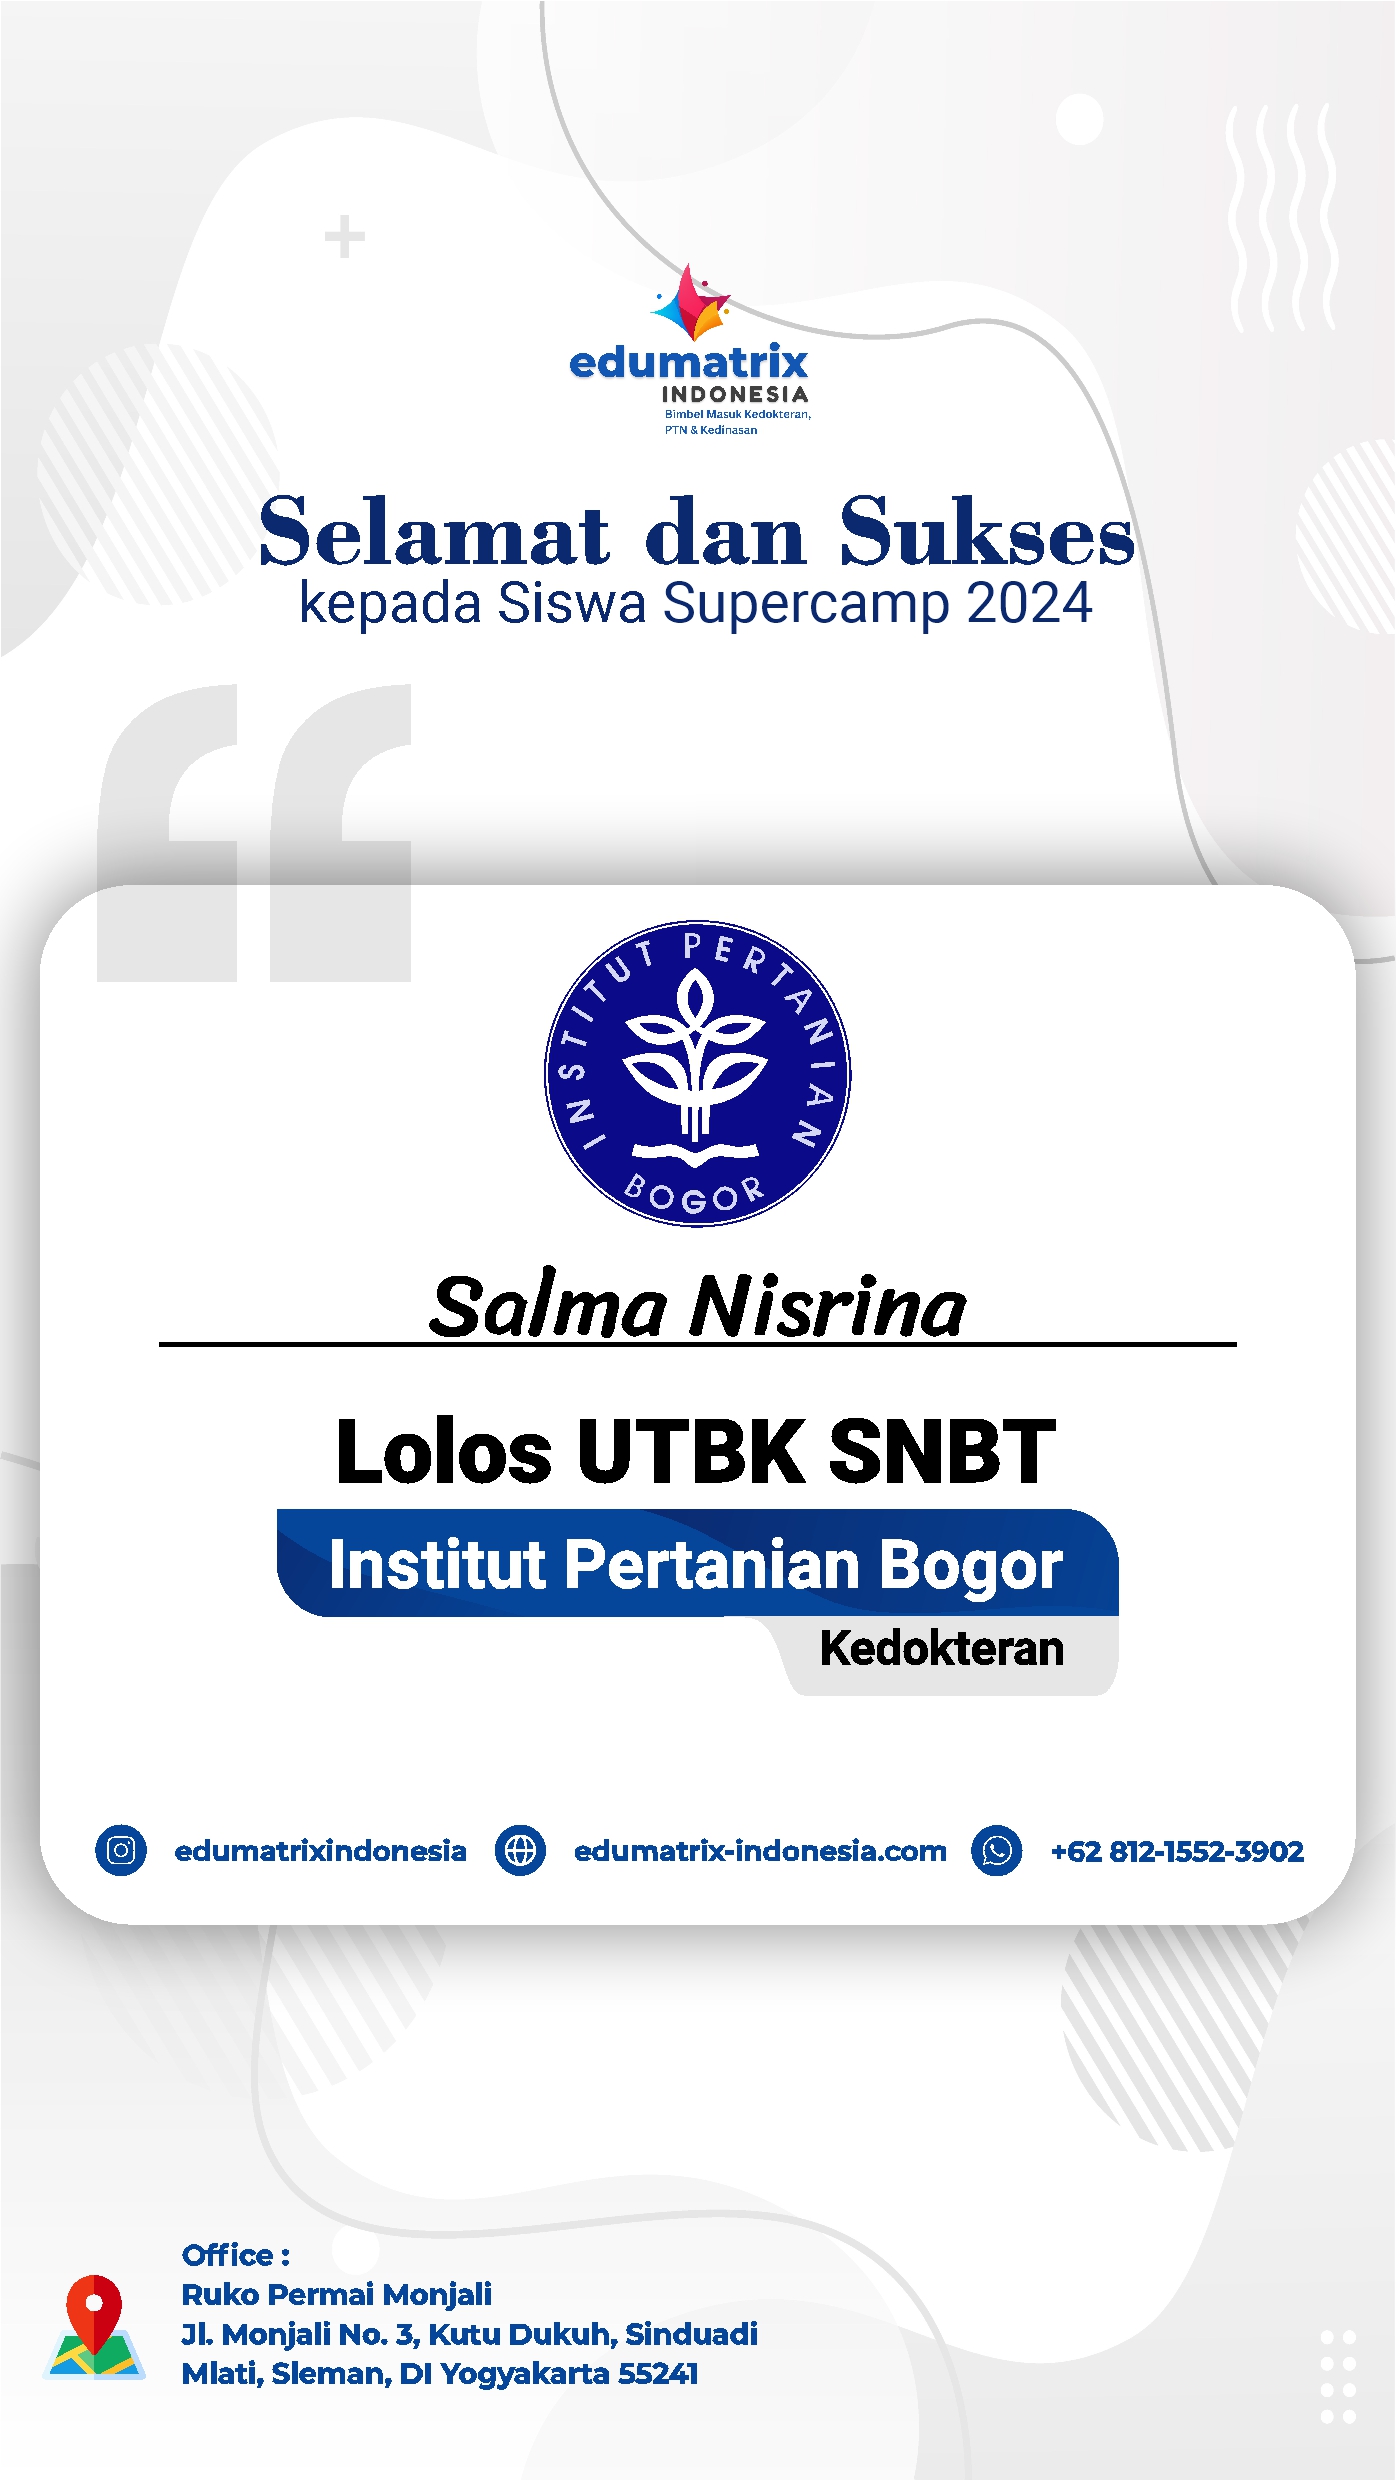 edumatrix
INDONESIA
Bimbel Masuk Kedokteran,
PTN & Kedinasan
Selamat dan Sukses
kepada Siswa Supercamp 2024
INSTITUT PERTANIAN
BOGOR
Salma Nisrina
Lolos UTBK SNBT
Institut Pertanian Bogor
Kedokteran
edumatrixindonesia edumatrix-indonesia.com +62 812-1552-3902
Office :
Ruko Permai Monjali
Jl. Monjali No. 3, Kutu Dukuh, Sinduadi
Mlati, Sleman, DI Yogyakarta 55241